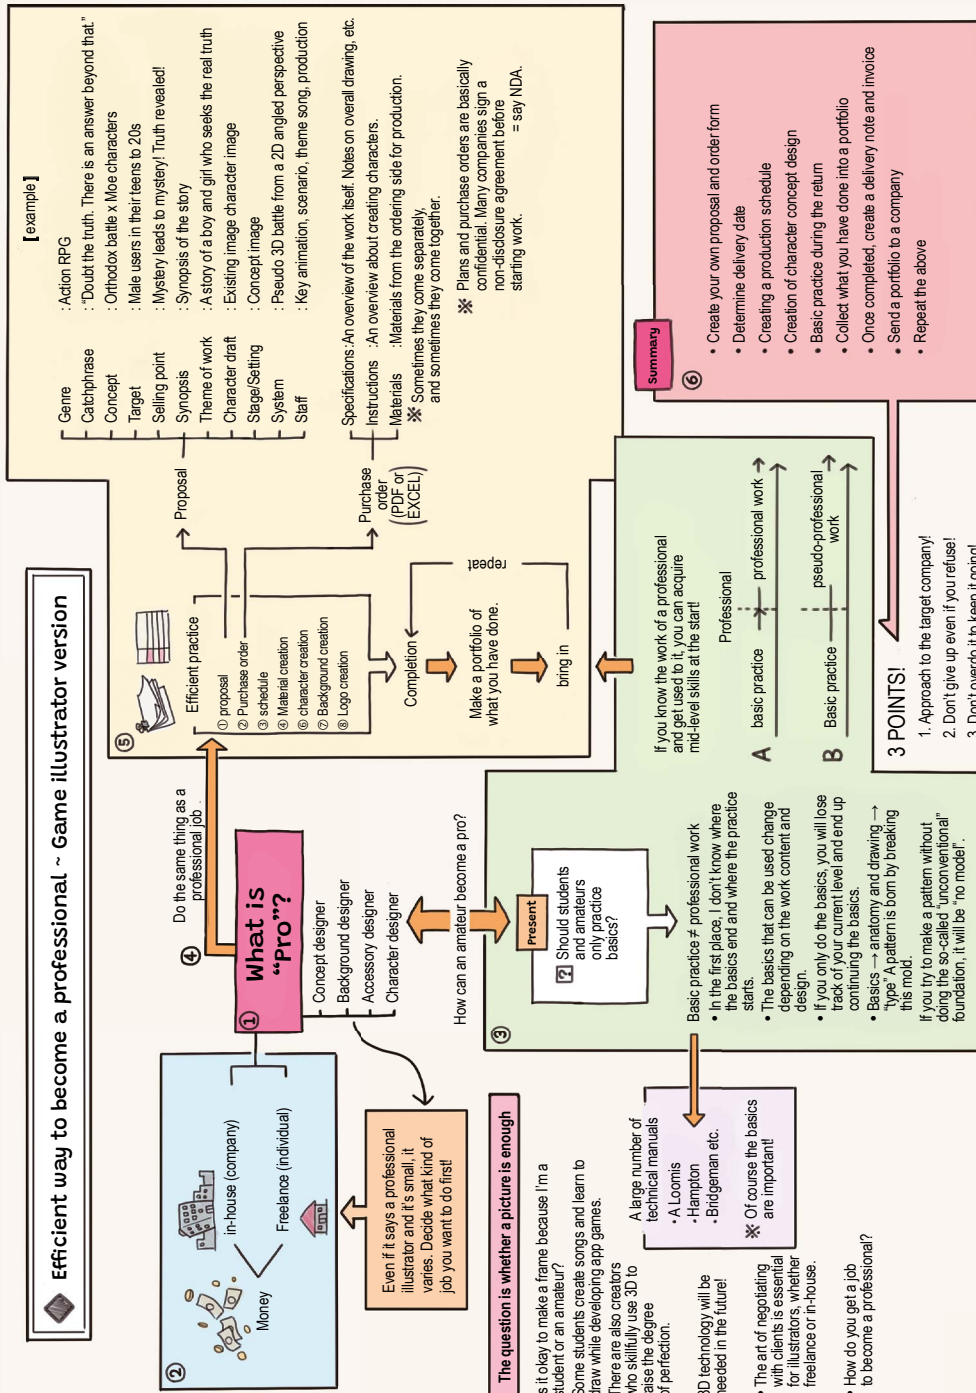 Efficient way to become a professional ~ Game illustrator version
①
What is
"Pro"?
Concept designer
Background designer
Accessory designer
Character designer
②
Money
in-house (company)
Freelance (individual)
Even if it says a professional
illustrator and it's small, it
varies. Decide what kind of
job you want to do first!
How can an amateur become a pro?
③
Present
? Should students
and amateurs
only practice
basics?
Basic practice ≠ professional work
• In the first place, I don't know where
the basics end and where the practice
starts.
• The basics that can be used change
depending on the work content and
design.
• If you only do the basics, you will lose
track of your current level and end up
continuing the basics.
• Basics → anatomy and drawing →
"type" A pattern is born by breaking
this mold.
If you try to make a pattern without
doing the so-called "unconventional"
foundation, it will be "no model".
A large number of
technical manuals
• A Loomis
• Hampton
• Bridgeman etc.
※ Of course the basics
are important!
If you know the work of a professional
and get used to it, you can acquire
mid-level skills at the start!
Professional
A basic practice professional work
B Basic practice pseudo-professional
work
④
Do the same thing as a
professional job .
⑤
Efficient practice
① proposal
② Purchase order
③ schedule
④ Material creation
⑥ character creation
⑦ Background creation
⑧ Logo creation
Completion
Make a portfolio of
what you have done.
bring in
repeat
Proposal
[example]
Genre : Action RPG
Catchphrase : "Doubt the truth. There is an answer beyond that."
Concept : Orthodox battle x Moe characters
Target : Male users in their teens to 20s
Selling point : Mystery leads to mystery! Truth revealed!
Synopsis : Synopsis of the story
Theme of work : A story of a boy and girl who seeks the real truth
Character draft : Existing image character image
Stage/Setting : Concept image
System : Pseudo 3D battle from a 2D angled perspective
Staff : Key animation, scenario, theme song, production
Purchase
order
(PDF or
EXCEL)
Specifications :An overview of the work itself. Notes on overall drawing, etc.
Instructions :An overview about creating characters.
Materials :Materials from the ordering side for production.
※ Sometimes they come separately,
and sometimes they come together.
※ Plans and purchase orders are basically
confidential. Many companies sign a
non-disclosure agreement before
starting work. = say NDA.
Summary
⑥
• Create your own proposal and order form
• Determine delivery date
• Creating a production schedule
• Creation of character concept design
• Basic practice during the return
• Collect what you have done into a portfolio
• Once completed, create a delivery note and invoice
• Send a portfolio to a company
• Repeat the above
3 POINTS!
1. Approach to the target company!
2. Don't give up even if you refuse!
3. Don't overdo it to keep it going!
The question is whether a picture is enough
is it okay to make a frame because I'm a
student or an amateur?
Some students create songs and learn to
draw while developing app games.
There are also creators
who skillfully use 3D to
raise the degree
of perfection.
3D technology will be
needed in the future!
• The art of negotiating
with clients is essential
for illustrators, whether
freelance or in-house.
• How do you get a job
to become a professional?